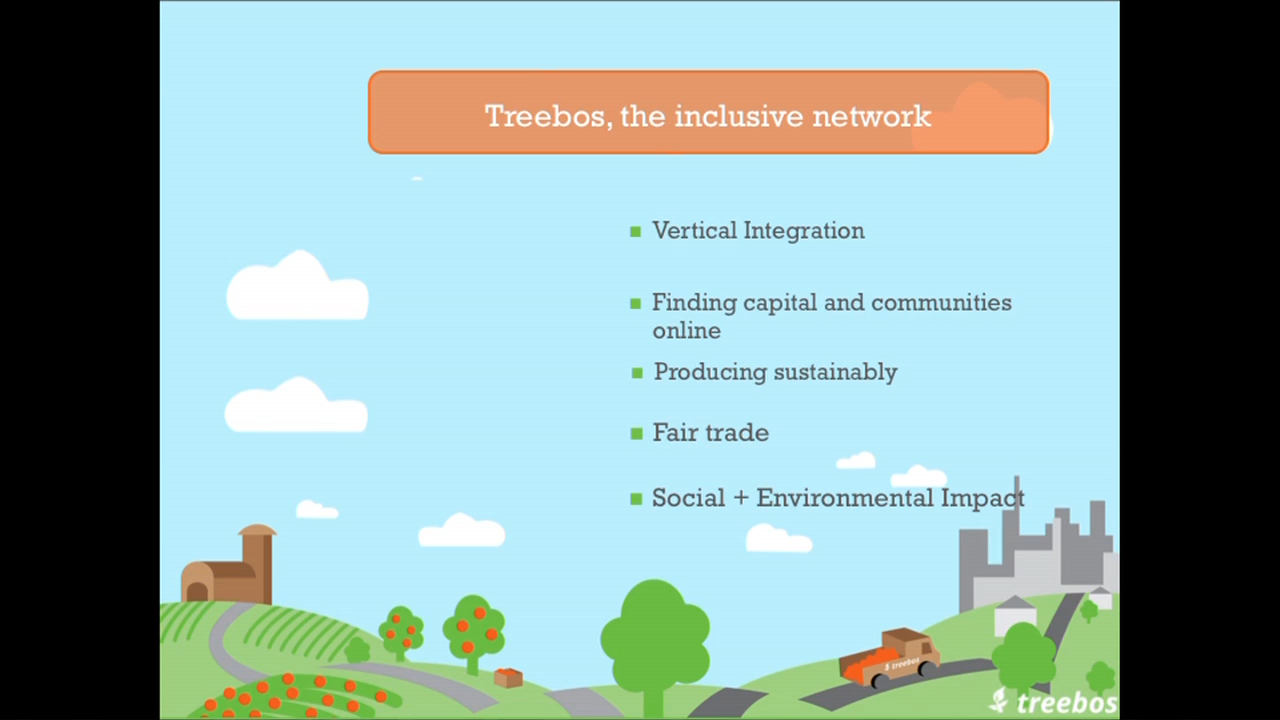 Treebos, the inclusive network
Vertical Integration
Finding capital and communities
online
Producing sustainably
Fair trade
Social + Environmental Impact
treebos
treebos